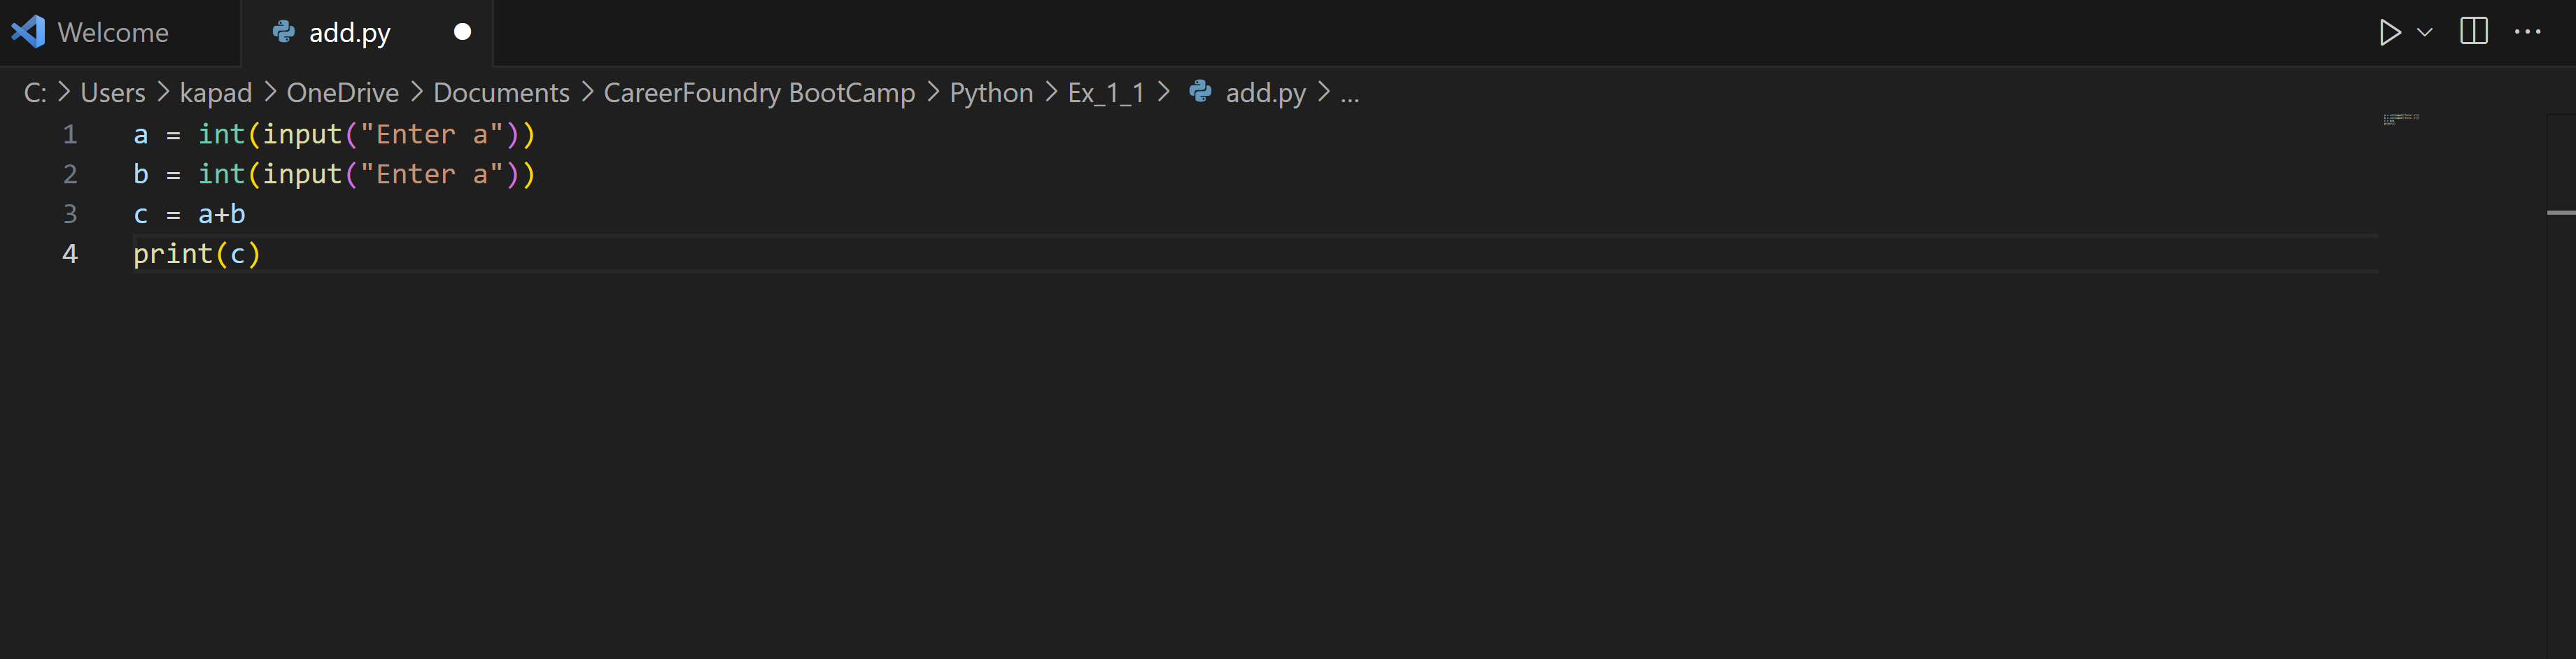 Welcome add.py
C: > Users > kapad > OneDrive > Documents > CareerFoundry BootCamp > Python > Ex_1_1 > add.py > ...
1 a = int(input("Enter a"))
2 b = int(input("Enter a"))
3 c = a+b
4 print(c)